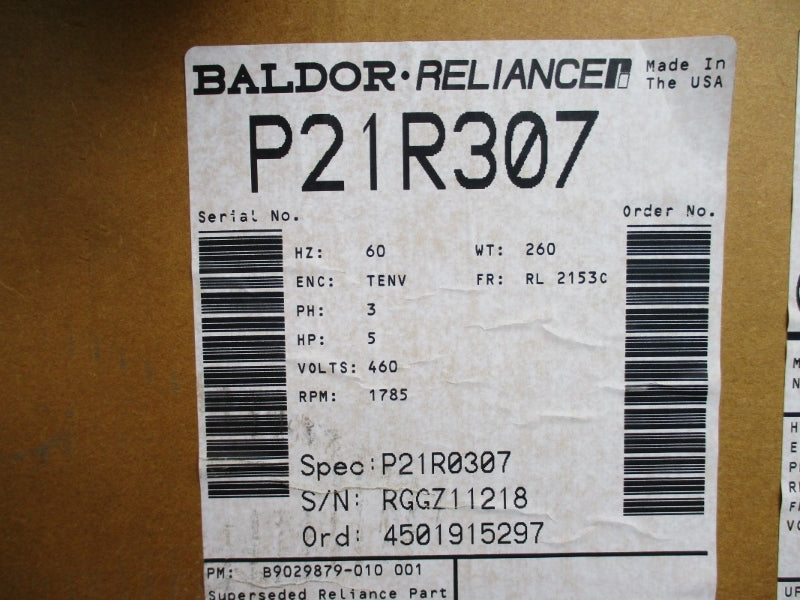 BALDOR·RELIANCE Made In The USA
P21R307
Serial No. Order No.
HZ: 60 WT: 260
ENC: TENV FR: RL 2153C
PH: 3
HP: 5
VOLTS: 460
RPM: 1785
Spec:P21R0307
S/N: RGGZ11218
Ord: 4501915297
PM: B9029879-010 001
Superseded Reliance Part